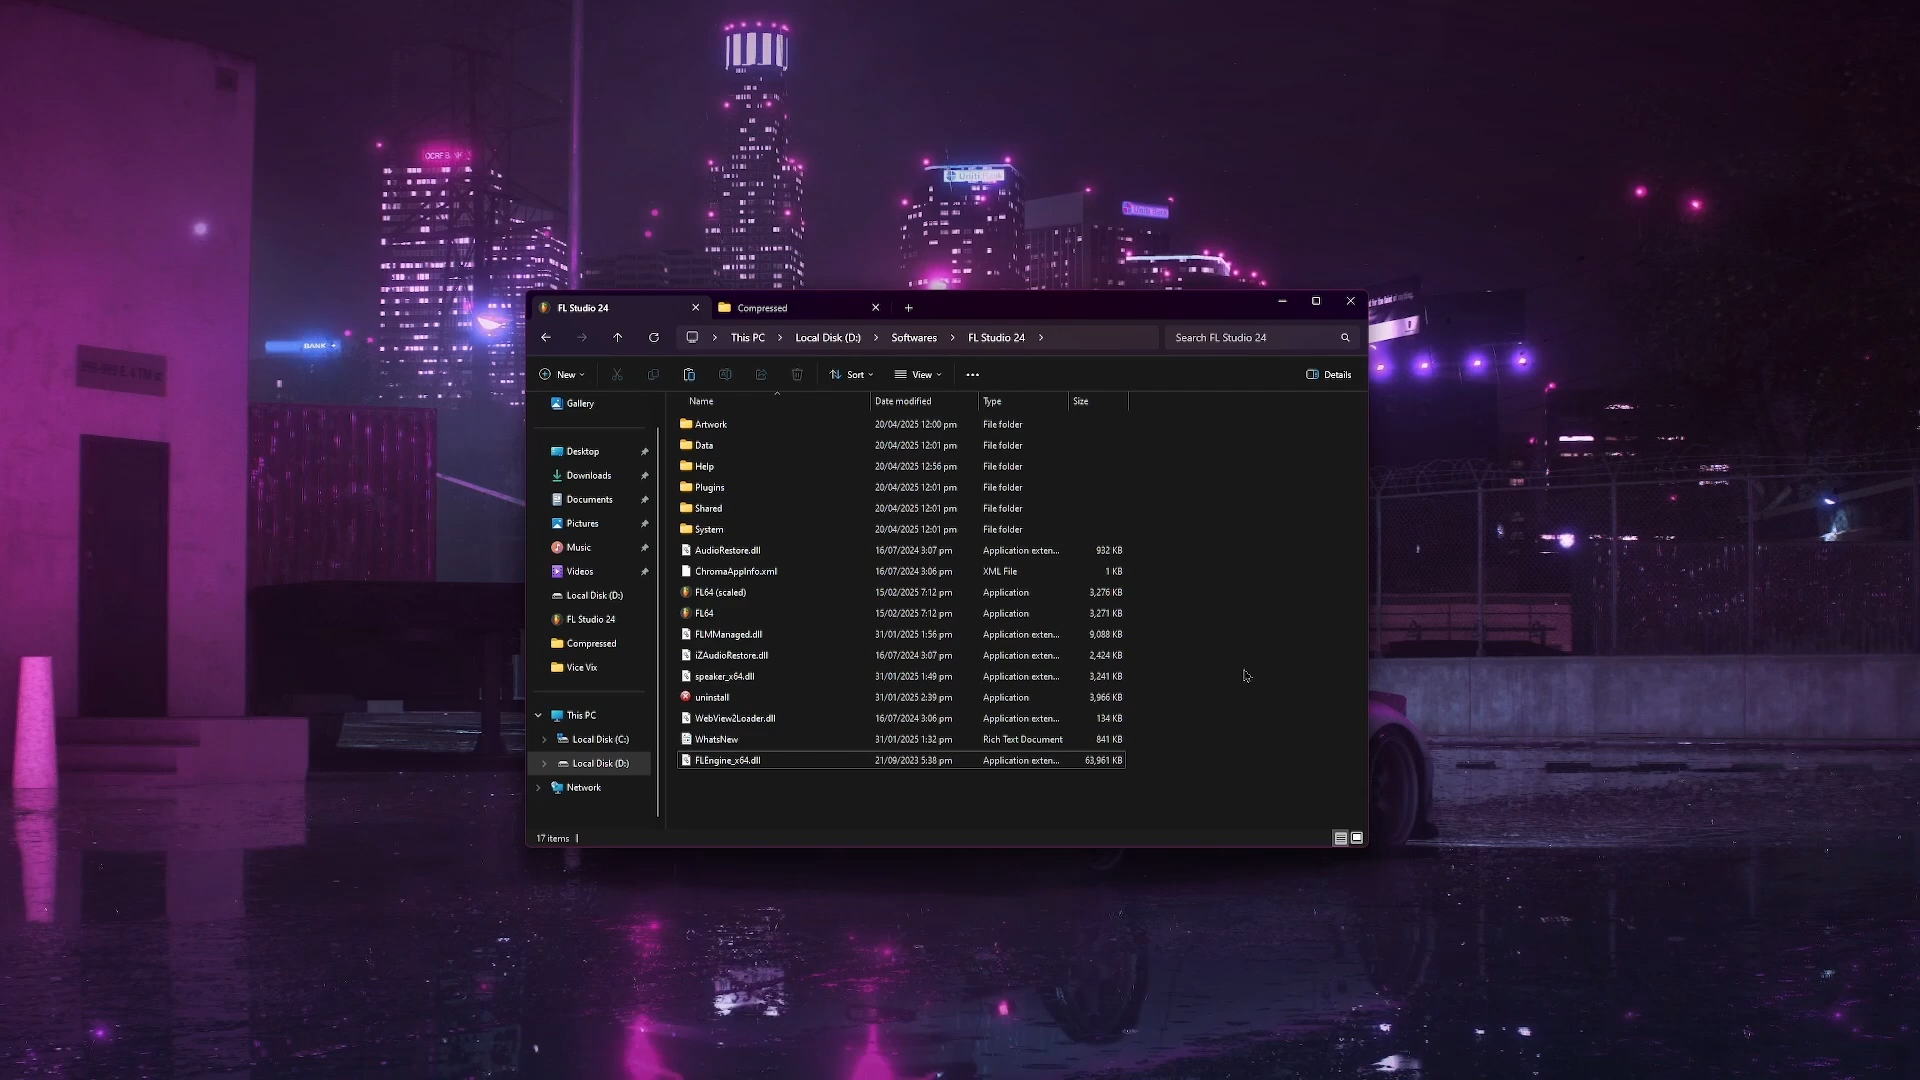 OCRF BANK
Uniti Bank
Uniti Bank
BANK
FL Studio 24
Compressed
This PC
Local Disk (D:)
Softwares
FL Studio 24
Search FL Studio 24
New
Sort
View
Details
Gallery
Desktop
Downloads
Documents
Pictures
Music
Videos
Local Disk (D:)
FL Studio 24
Compressed
Vice Vix
This PC
Local Disk (C:)
Local Disk (D:)
Network
Name Date modified Type Size
Artwork 20/04/2025 12:00 pm File folder
Data 20/04/2025 12:01 pm File folder
Help 20/04/2025 12:56 pm File folder
Plugins 20/04/2025 12:01 pm File folder
Shared 20/04/2025 12:01 pm File folder
System 20/04/2025 12:01 pm File folder
AudioRestore.dll 16/07/2024 3:07 pm Application exten... 932 KB
ChromaAppInfo.xml 16/07/2024 3:06 pm XML File 1 KB
FL64 (scaled) 15/02/2025 7:12 pm Application 3,276 KB
FL64 15/02/2025 7:12 pm Application 3,271 KB
FLMManaged.dll 31/01/2025 1:56 pm Application exten... 9,088 KB
iZAudioRestore.dll 16/07/2024 3:07 pm Application exten... 2,424 KB
speaker_x64.dll 31/01/2025 1:49 pm Application exten... 3,241 KB
uninstall 31/01/2025 2:39 pm Application 3,966 KB
WebView2Loader.dll 16/07/2024 3:06 pm Application exten... 134 KB
WhatsNew 31/01/2025 1:32 pm Rich Text Document 841 KB
FLEngine_x64.dll 21/09/2023 5:38 pm Application exten... 63,961 KB
17 items